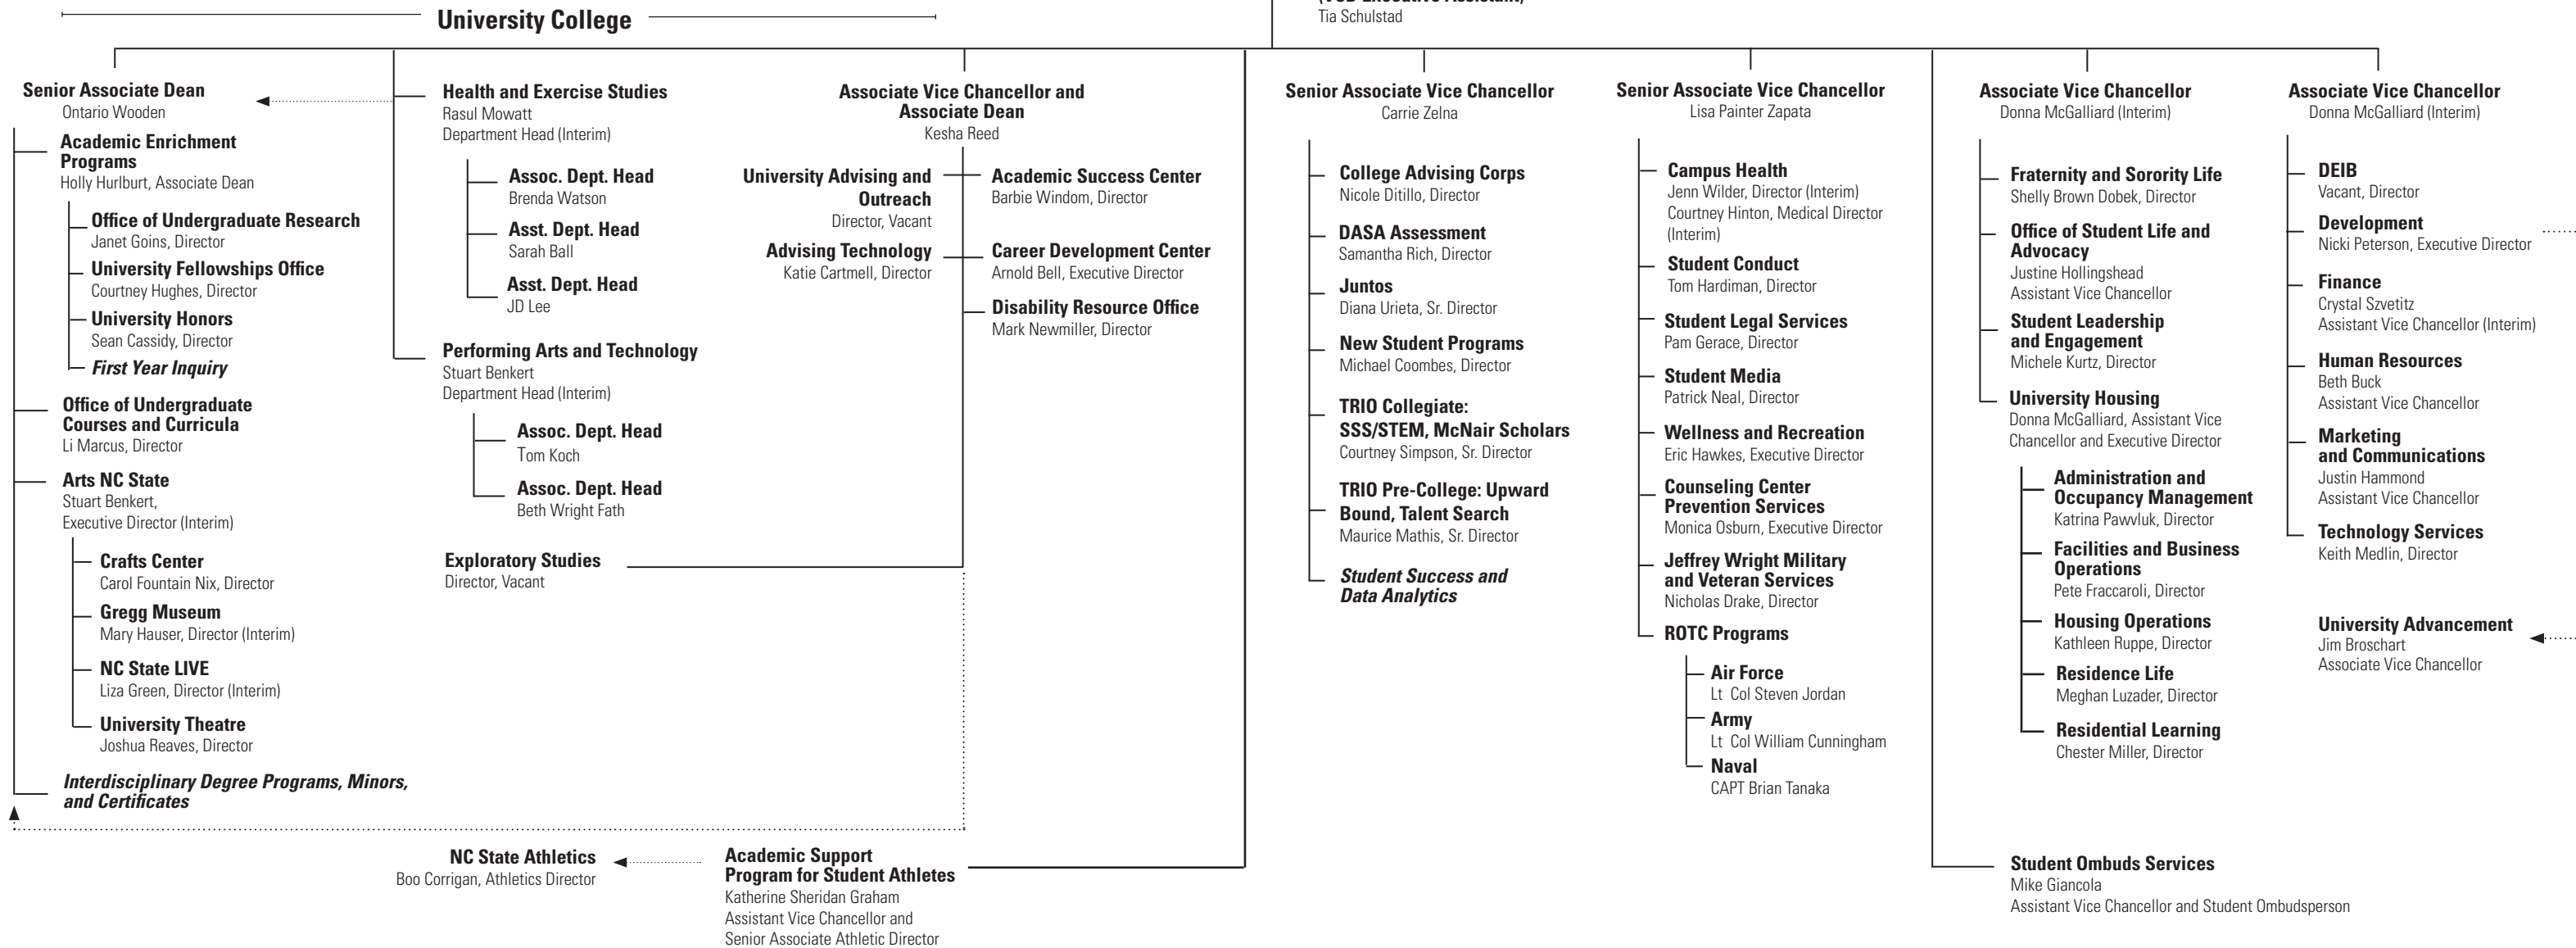 University College
Tia Schulstad
Senior Associate Dean
Ontario Wooden
Academic Enrichment
Programs
Holly Hurlburt, Associate Dean
Office of Undergraduate Research
Janet Goins, Director
University Fellowships Office
Courtney Hughes, Director
University Honors
Sean Cassidy, Director
First Year Inquiry
Office of Undergraduate
Courses and Curricula
Li Marcus, Director
Arts NC State
Stuart Benkert,
Executive Director (Interim)
Crafts Center
Carol Fountain Nix, Director
Gregg Museum
Mary Hauser, Director (Interim)
NC State LIVE
Liza Green, Director (Interim)
University Theatre
Joshua Reaves, Director
Interdisciplinary Degree Programs, Minors,
and Certificates
Health and Exercise Studies
Rasul Mowatt
Department Head (Interim)
Assoc. Dept. Head
Brenda Watson
Asst. Dept. Head
Sarah Ball
Asst. Dept. Head
JD Lee
Performing Arts and Technology
Stuart Benkert
Department Head (Interim)
Assoc. Dept. Head
Tom Koch
Assoc. Dept. Head
Beth Wright Fath
Exploratory Studies
Director, Vacant
Associate Vice Chancellor and
Associate Dean
Kesha Reed
University Advising and
Outreach
Director, Vacant
Advising Technology
Katie Cartmell, Director
Academic Success Center
Barbie Windom, Director
Career Development Center
Arnold Bell, Executive Director
Disability Resource Office
Mark Newmiller, Director
NC State Athletics
Boo Corrigan, Athletics Director
Academic Support
Program for Student Athletes
Katherine Sheridan Graham
Assistant Vice Chancellor and
Senior Associate Athletic Director
Senior Associate Vice Chancellor
Carrie Zelna
College Advising Corps
Nicole Ditillo, Director
DASA Assessment
Samantha Rich, Director
Juntos
Diana Urieta, Sr. Director
New Student Programs
Michael Coombes, Director
TRIO Collegiate:
SSS/STEM, McNair Scholars
Courtney Simpson, Sr. Director
TRIO Pre-College: Upward
Bound, Talent Search
Maurice Mathis, Sr. Director
Student Success and
Data Analytics
Senior Associate Vice Chancellor
Lisa Painter Zapata
Campus Health
Jenn Wilder, Director (Interim)
Courtney Hinton, Medical Director
(Interim)
Student Conduct
Tom Hardiman, Director
Student Legal Services
Pam Gerace, Director
Student Media
Patrick Neal, Director
Wellness and Recreation
Eric Hawkes, Executive Director
Counseling Center
Prevention Services
Monica Osburn, Executive Director
Jeffrey Wright Military
and Veteran Services
Nicholas Drake, Director
ROTC Programs
Air Force
Lt Col Steven Jordan
Army
Lt Col William Cunningham
Naval
CAPT Brian Tanaka
Associate Vice Chancellor
Donna McGalliard (Interim)
Fraternity and Sorority Life
Shelly Brown Dobek, Director
Office of Student Life and
Advocacy
Justine Hollingshead
Assistant Vice Chancellor
Student Leadership
and Engagement
Michele Kurtz, Director
University Housing
Donna McGalliard, Assistant Vice
Chancellor and Executive Director
Administration and
Occupancy Management
Katrina Pawvluk, Director
Facilities and Business
Operations
Pete Fraccaroli, Director
Housing Operations
Kathleen Ruppe, Director
Residence Life
Meghan Luzader, Director
Residential Learning
Chester Miller, Director
Student Ombuds Services
Mike Giancola
Assistant Vice Chancellor and Student Ombudsperson
Associate Vice Chancellor
Donna McGalliard (Interim)
DEIB
Vacant, Director
Development
Nicki Peterson, Executive Director
Finance
Crystal Szvetitz
Assistant Vice Chancellor (Interim)
Human Resources
Beth Buck
Assistant Vice Chancellor
Marketing
and Communications
Justin Hammond
Assistant Vice Chancellor
Technology Services
Keith Medlin, Director
University Advancement
Jim Broschart
Associate Vice Chancellor